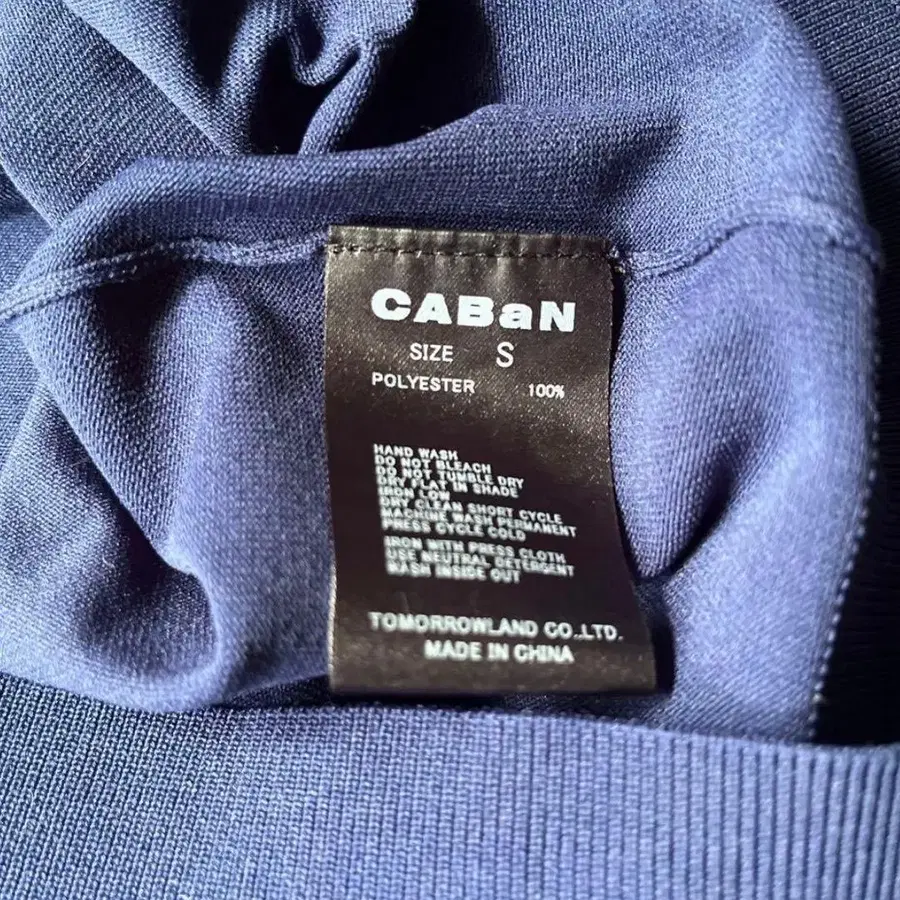 CABaN
SIZE S
POLYESTER 100%
HAND WASH
DO NOT BLEACH
DO NOT TUMBLE DRY
DRY FLAT IN SHADE
IRON LOW
DRY CLEAN SHORT CYCLE
MACHINE WASH PERMANENT
PRESS CYCLE COLD
IRON WITH PRESS CLOTH
USE NEUTRAL DETERGENT
WASH INSIDE OUT
TOMORROWLAND CO.,LTD.
MADE IN CHINA